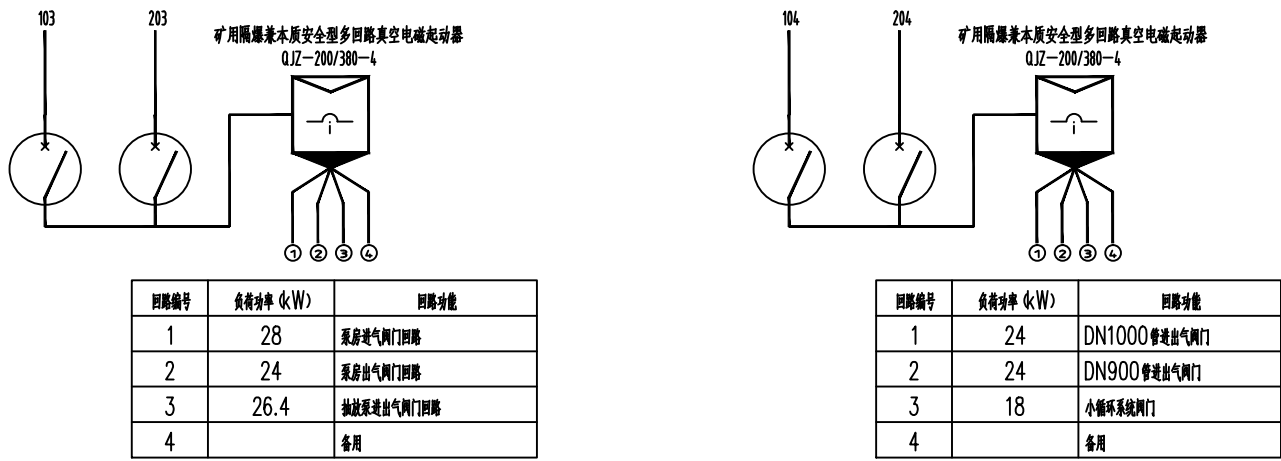 103
203
矿用隔爆兼本质安全型多回路真空电磁起动器
QJZ-200/380-4
i
① ② ③ ④
回路编号 负荷功率(kW) 回路功能
1 28 泵房进气阀门回路
2 24 泵房出气阀门回路
3 26.4 抽放泵进出气阀门回路
4 备用
104
204
矿用隔爆兼本质安全型多回路真空电磁起动器
QJZ-200/380-4
i
① ② ③ ④
回路编号 负荷功率(kW) 回路功能
1 24 DN1000管进出气阀门
2 24 DN900管进出气阀门
3 18 小循环系统阀门
4 备用